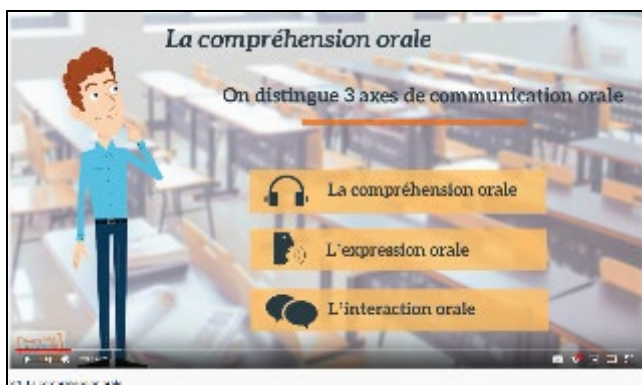 La compréhension orale
On distingue 3 axes de communication orale
La compréhension orale
L'expression orale
L'interaction orale